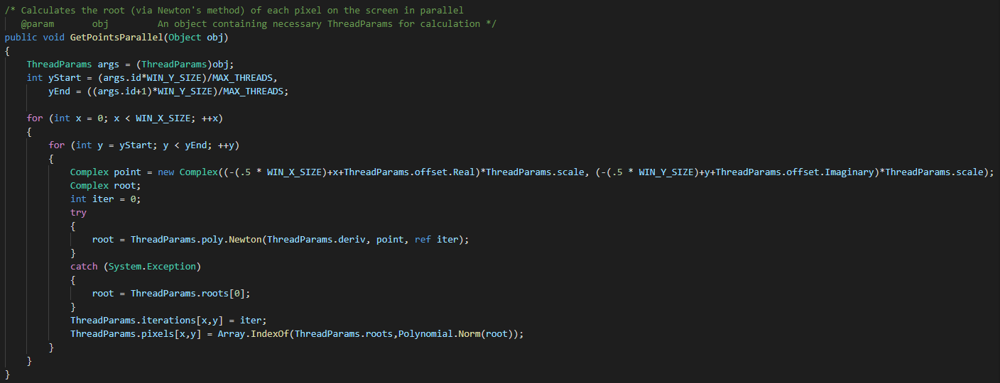 /* Calculates the root (via Newton's method) of each pixel on the screen in parallel
   @param       obj         An object containing necessary ThreadParams for calculation */
public void GetPointsParallel(Object obj)
{
    ThreadParams args = (ThreadParams)obj;
    int yStart = (args.id*WIN_Y_SIZE)/MAX_THREADS,
        yEnd = ((args.id+1)*WIN_Y_SIZE)/MAX_THREADS;

    for (int x = 0; x < WIN_X_SIZE; ++x)
    {
        for (int y = yStart; y < yEnd; ++y)
        {
            Complex point = new Complex((-(.5 * WIN_X_SIZE)+x+ThreadParams.offset.Real)*ThreadParams.scale, (-(.5 * WIN_Y_SIZE)+y+ThreadParams.offset.Imaginary)*ThreadParams.scale);
            Complex root;
            int iter = 0;
            try
            {
                root = ThreadParams.poly.Newton(ThreadParams.deriv, point, ref iter);
            }
            catch (System.Exception)
            {
                root = ThreadParams.roots[0];
            }
            ThreadParams.iterations[x,y] = iter;
            ThreadParams.pixels[x,y] = Array.IndexOf(ThreadParams.roots,Polynomial.Norm(root));
        }
    }
}